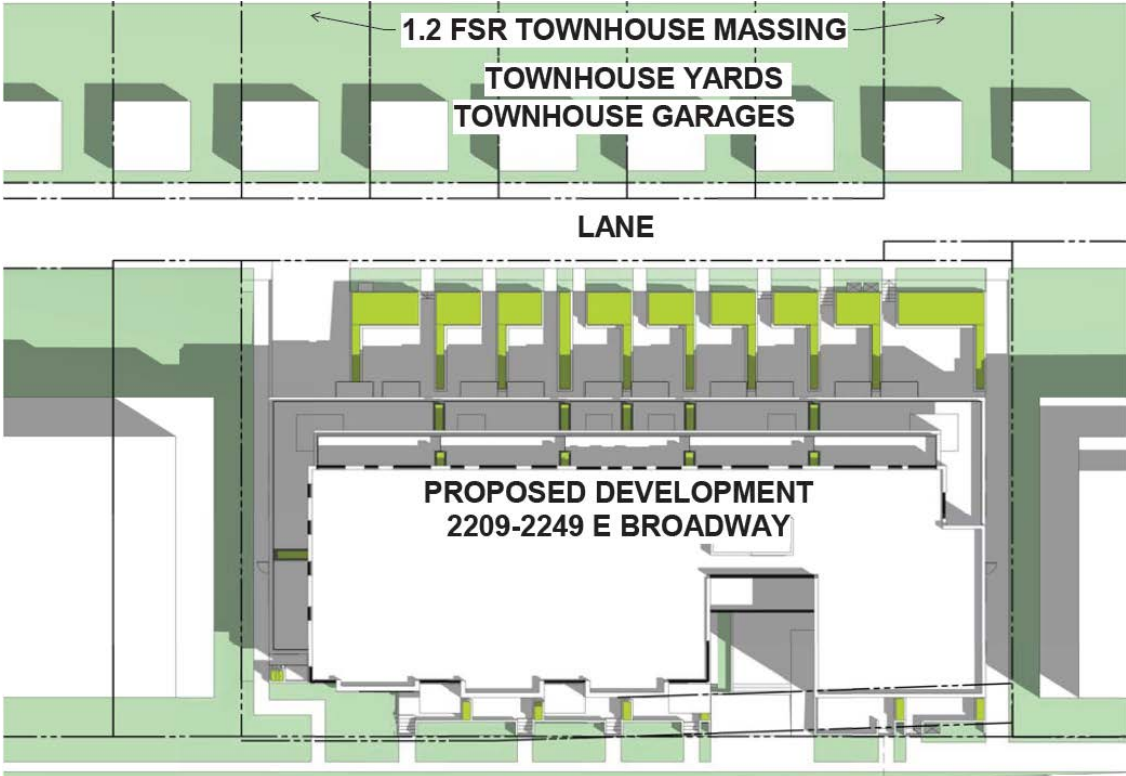 1.2 FSR TOWNHOUSE MASSING
TOWNHOUSE YARDS
TOWNHOUSE GARAGES
LANE
PROPOSED DEVELOPMENT
2209-2249 E BROADWAY